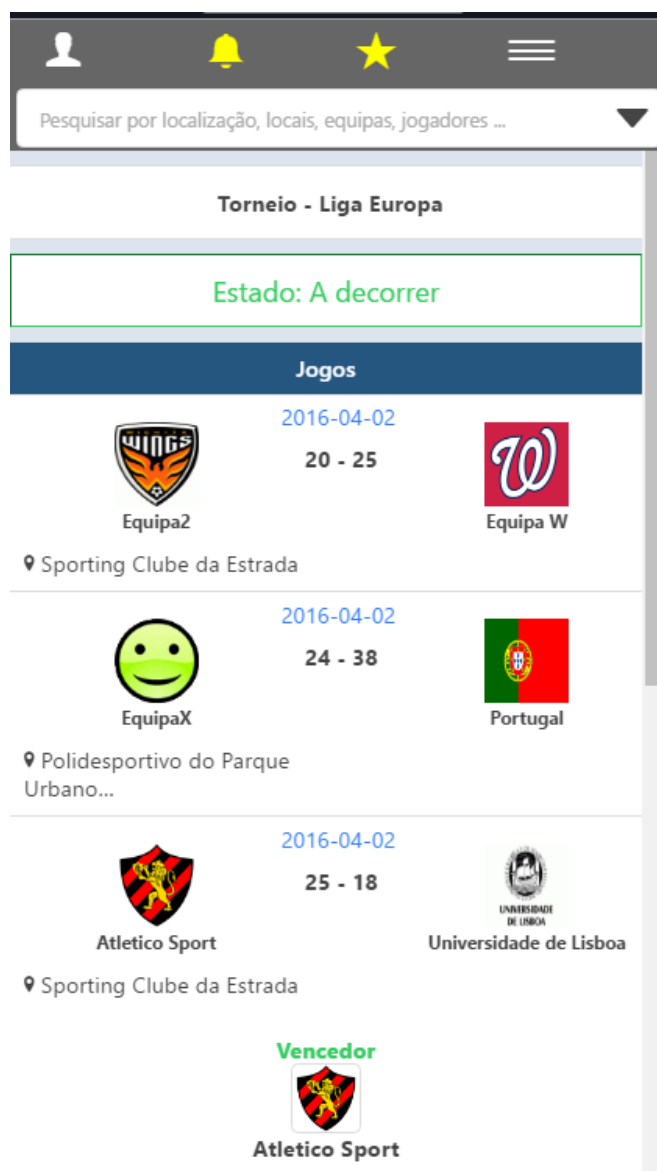 Pesquisar por localização, locais, equipas, jogadores ...
Torneio - Liga Europa
Estado: A decorrer
Jogos
2016-04-02
WINGS
20 - 25
W
Equipa2
Equipa W
Sporting Clube da Estrada
2016-04-02
24 - 38
EquipaX
Portugal
Polidesportivo do Parque
Urbano...
2016-04-02
25 - 18
UNIVERSIDADE
DE LISBOA
Atletico Sport
Universidade de Lisboa
Sporting Clube da Estrada
Vencedor
Atletico Sport